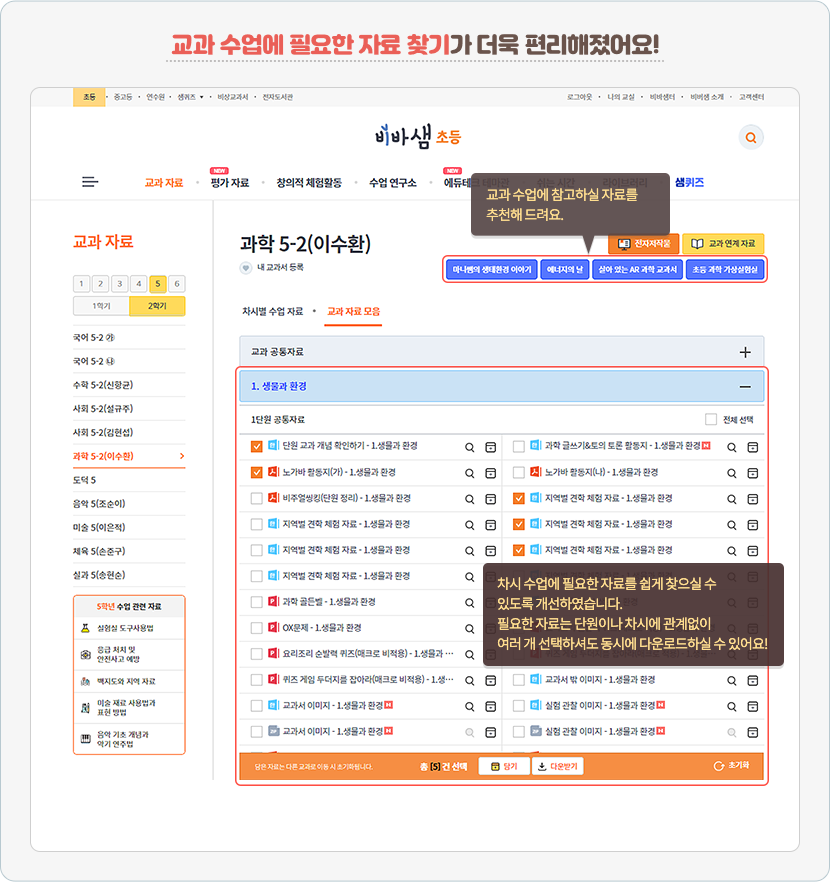 교과 수업에 필요한 자료 찾기가 더욱 편리해졌어요!
초등 · 중고등 · 연수원 · 샘퀴즈 ▼ · 비상교과서 · 전자도서관
로그아웃 · 나의 교실 · 비바샘터 · 비바샘 소개 · 고객센터
비바샘 초등
NEW
NEW
교과 자료 · 평가 자료 · 창의적 체험활동 · 수업 연구소 · 에듀테크 샘퀴즈
교과 수업에 참고하실 자료를
추천해 드려요.
교과 자료
1 2 3 4 5 6
1학기 2학기
국어 5-2 ㉮
국어 5-2 ㉯
수학 5-2(신항균)
사회 5-2(설규주)
사회 5-2(김현섭)
과학 5-2(이수환)
도덕 5
음악 5(조순이)
미술 5(이은적)
체육 5(손준구)
실과 5(송현순)
5학년 수업 관련 자료
실험실 도구사용법
응급 처치 및
안전사고 예방
백지도와 지역 자료
미술 재료 사용법과
표현 방법
음악 기초 개념과
악기 연주법
과학 5-2(이수환)
내 교과서 등록
전자저작물 교과 연계 자료
마나쌤의 생태환경 이야기 에너지의 날 살아 있는 AR 과학 교과서 초등 과학 가상실험실
차시별 수업 자료 · 교과 자료 모음
교과 공통자료
1. 생물과 환경
1단원 공통자료 전체 선택
단원 교과 개념 확인하기 - 1.생물과 환경 과학 글쓰기&토의 토론 활동지 - 1.생물과 환경 H
노가바 활동지(가) - 1.생물과 환경 노가바 활동지(나) - 1.생물과 환경
비주얼씽킹(단원 정리) - 1.생물과 환경 지역별 견학 체험 자료 - 1.생물과 환경
지역별 견학 체험 자료 - 1.생물과 환경 지역별 견학 체험 자료 - 1.생물과 환경
지역별 견학 체험 자료 - 1.생물과 환경 지역별 견학 체험 자료 - 1.생물과 환경
지역별 견학 체험 자료 - 1.생물과 환경
과학 골든벨 - 1.생물과 환경
OX문제 - 1.생물과 환경
요리조리 순발력 퀴즈(매크로 비적용) - 1.생물과 ···
퀴즈 게임 두더지를 잡아라(매크로 비적용) - 1.생··· 교과서 밖 이미지 - 1.생물과 환경
교과서 이미지 - 1.생물과 환경 H 실험 관찰 이미지 - 1.생물과 환경 H
교과서 이미지 - 1.생물과 환경 H 실험 관찰 이미지 - 1.생물과 환경 H
차시 수업에 필요한 자료를 쉽게 찾으실 수
있도록 개선하였습니다.
필요한 자료는 단원이나 차시에 관계없이
여러 개 선택하셔도 동시에 다운로드하실 수 있어요!
담은 자료는 다른 교과로 이동 시 초기화됩니다. 총 [5] 건 선택 담기 다운받기 초기화